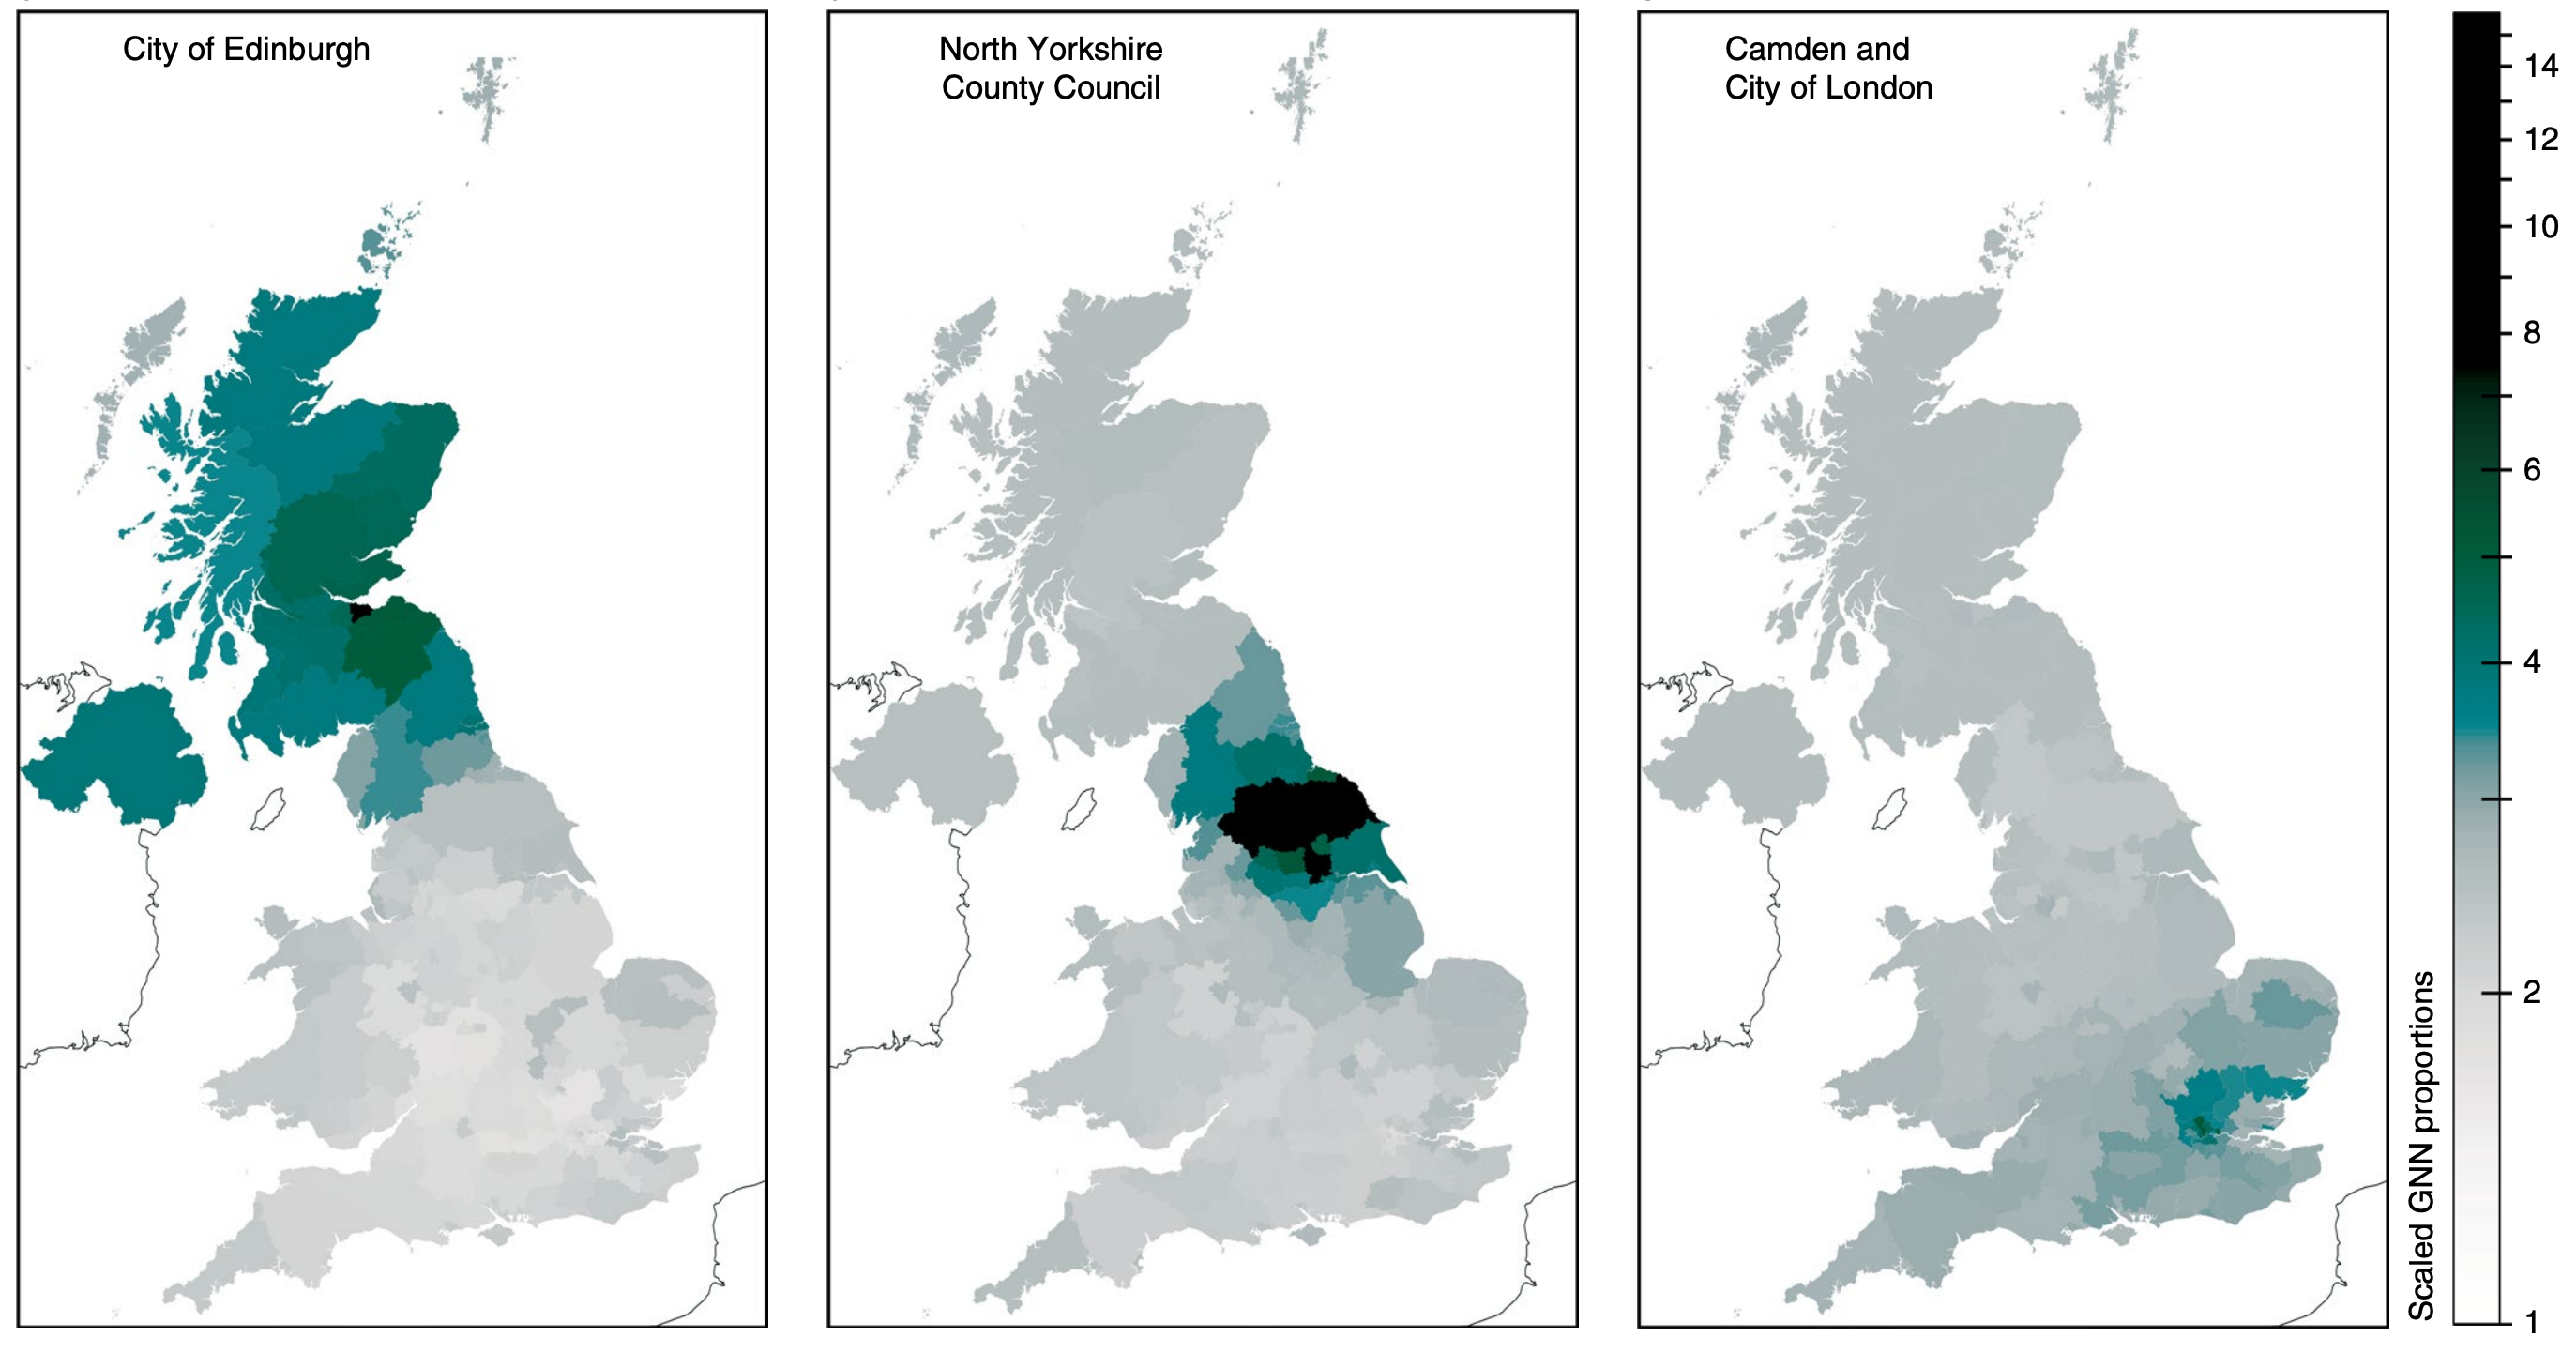 City of Edinburgh
North Yorkshire
County Council
Camden and
City of London
14
12
10
8
6
4
2
1
Scaled GNN proportions